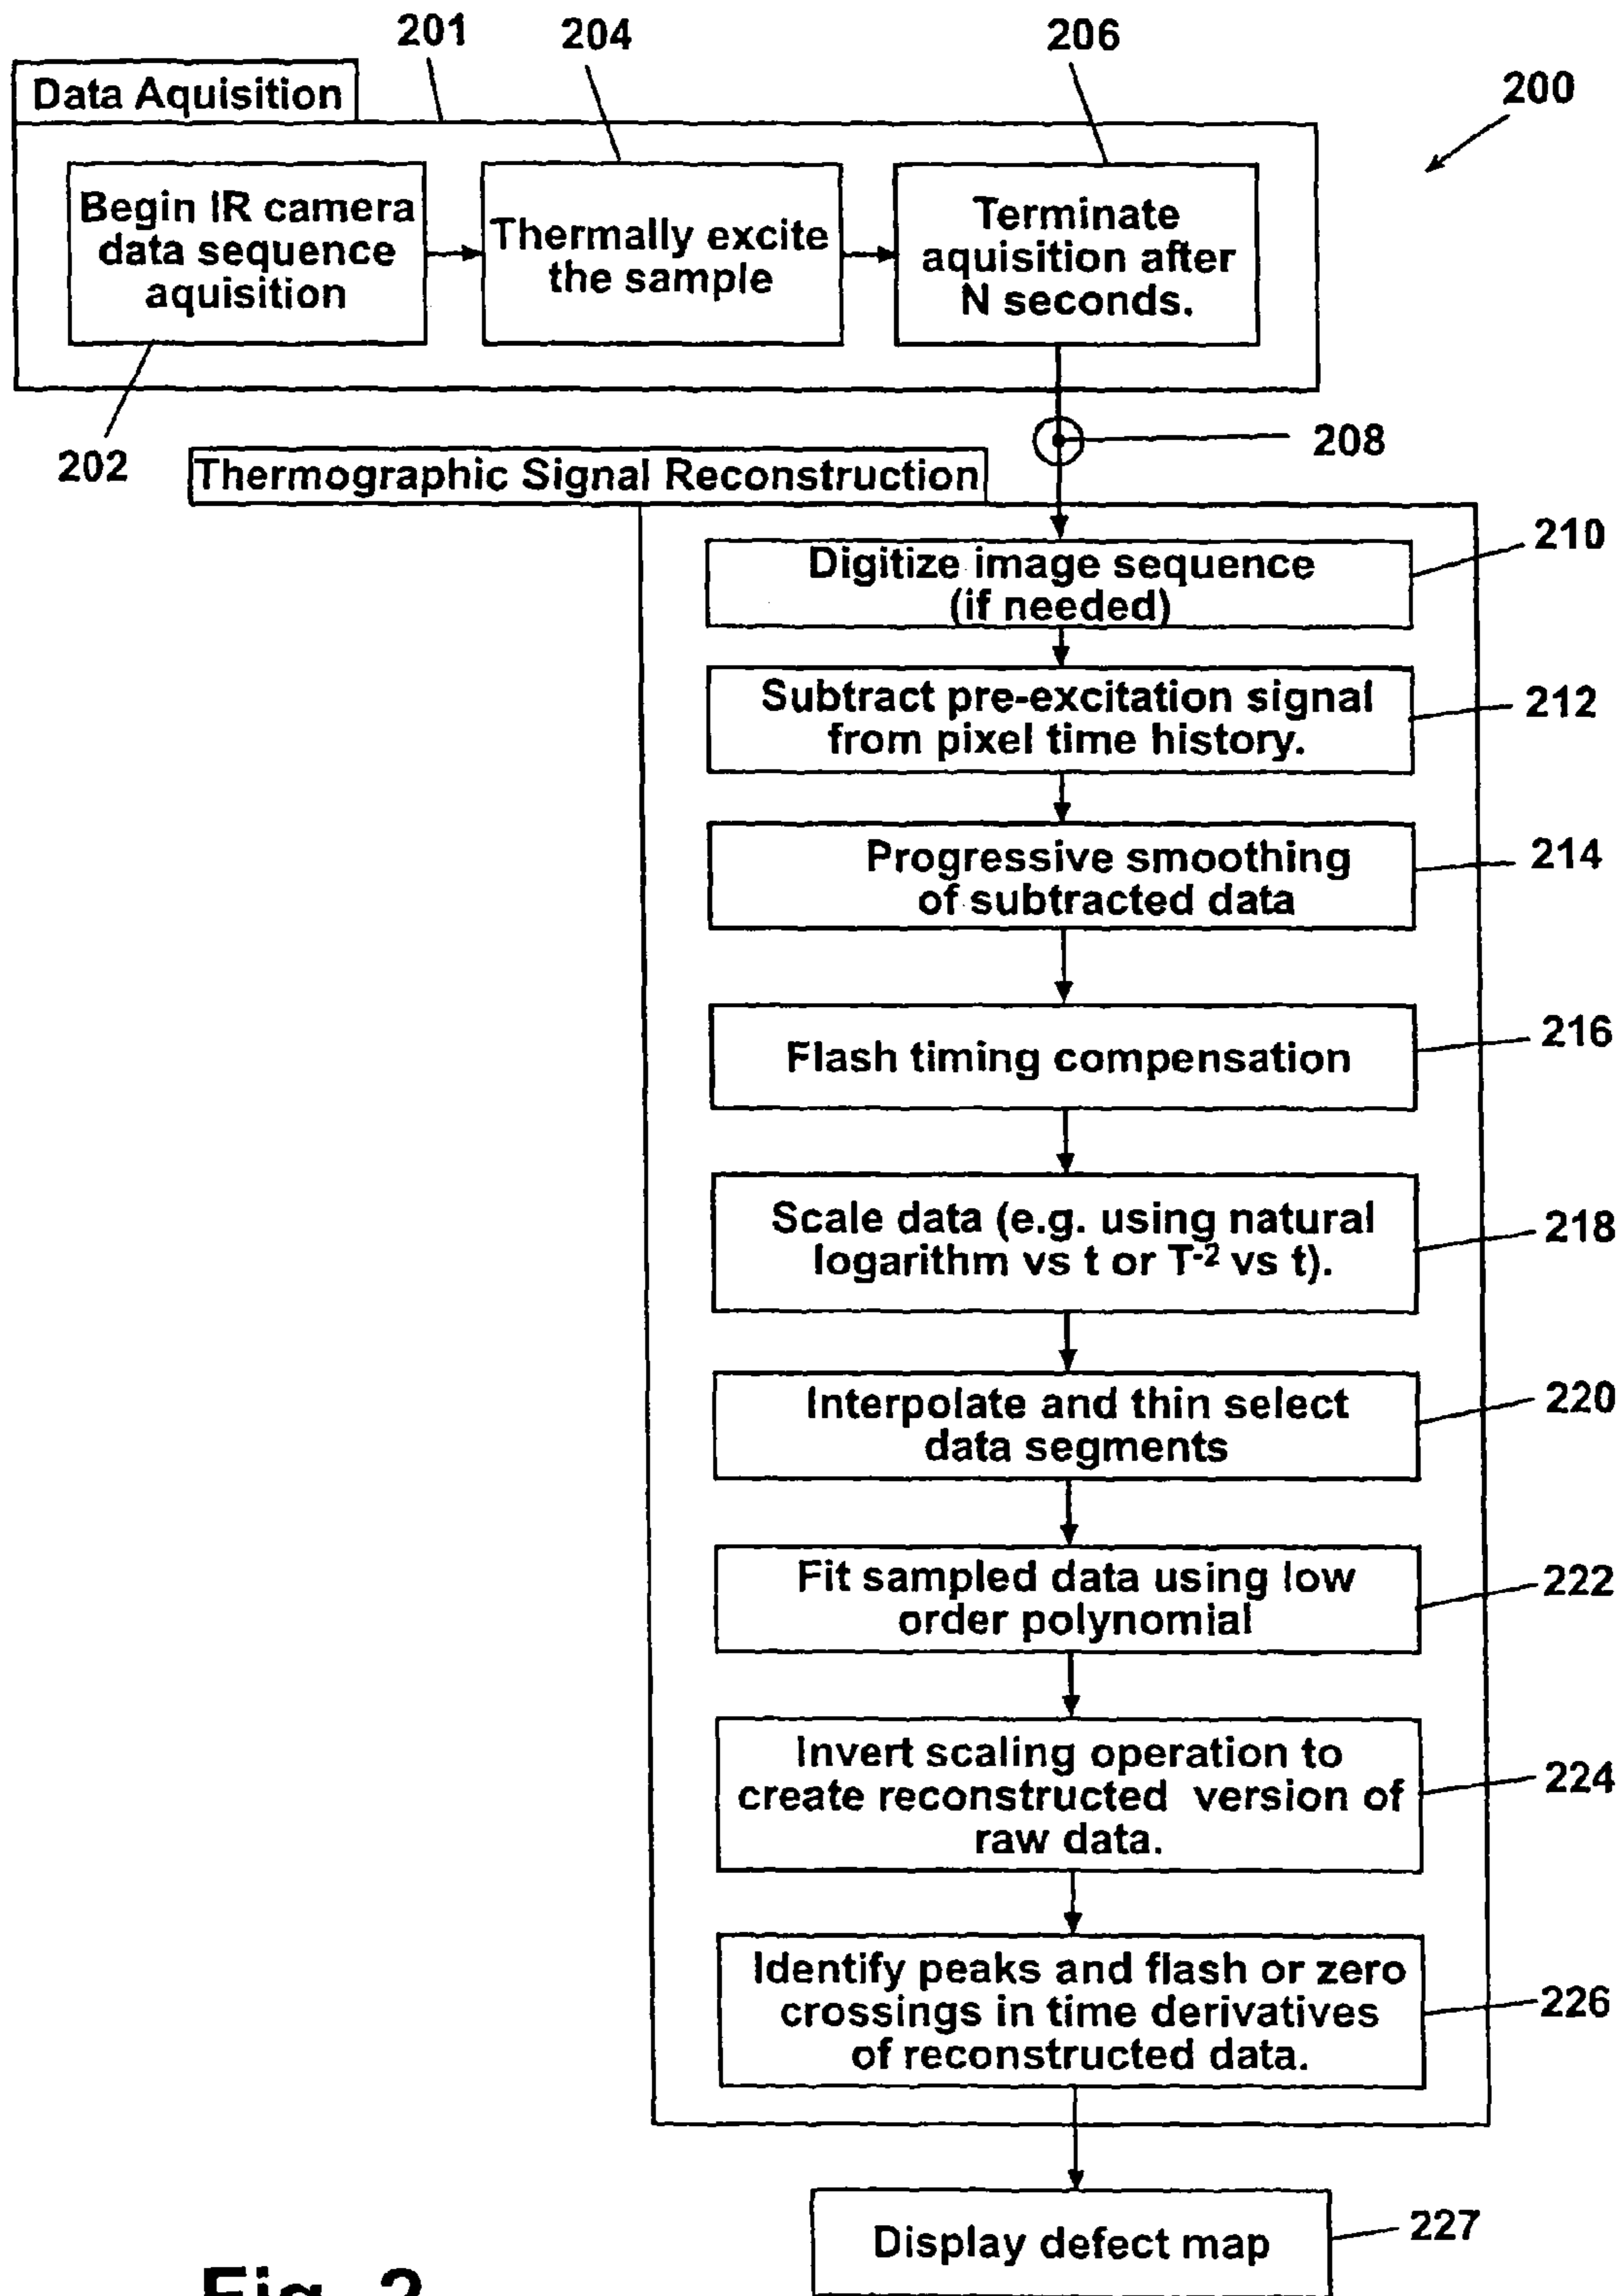 201
204
206
200
Data Aquisition
Begin IR camera
data sequence
aquisition
Thermally excite
the sample
Terminate
aquisition after
N seconds.
202
208
Thermographic Signal Reconstruction
Digitize image sequence
(if needed)
210
Subtract pre-excitation signal
from pixel time history.
212
Progressive smoothing
of subtracted data
214
Flash timing compensation
216
Scale data (e.g. using natural
logarithm vs t or T-2 vs t).
218
Interpolate and thin select
data segments
220
Fit sampled data using low
order polynomial
222
Invert scaling operation to
create reconstructed version of
raw data.
224
Identify peaks and flash or zero
crossings in time derivatives
of reconstructed data.
226
Display defect map
227
Fig. 2